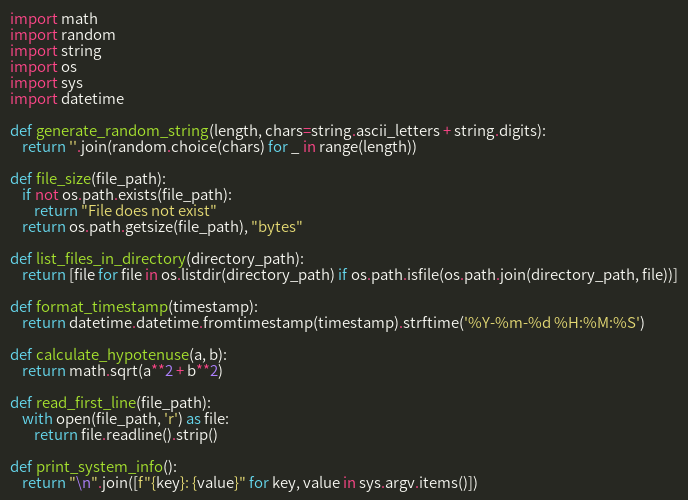 import math
import random
import string
import os
import sys
import datetime

def generate_random_string(length, chars=string.ascii_letters + string.digits):
    return ''.join(random.choice(chars) for _ in range(length))

def file_size(file_path):
    if not os.path.exists(file_path):
        return "File does not exist"
    return os.path.getsize(file_path), "bytes"

def list_files_in_directory(directory_path):
    return [file for file in os.listdir(directory_path) if os.path.isfile(os.path.join(directory_path, file))]

def format_timestamp(timestamp):
    return datetime.datetime.fromtimestamp(timestamp).strftime('%Y-%m-%d %H:%M:%S')

def calculate_hypotenuse(a, b):
    return math.sqrt(a**2 + b**2)

def read_first_line(file_path):
    with open(file_path, 'r') as file:
        return file.readline().strip()

def print_system_info():
    return "\n".join([f"{key}: {value}" for key, value in sys.argv.items()])